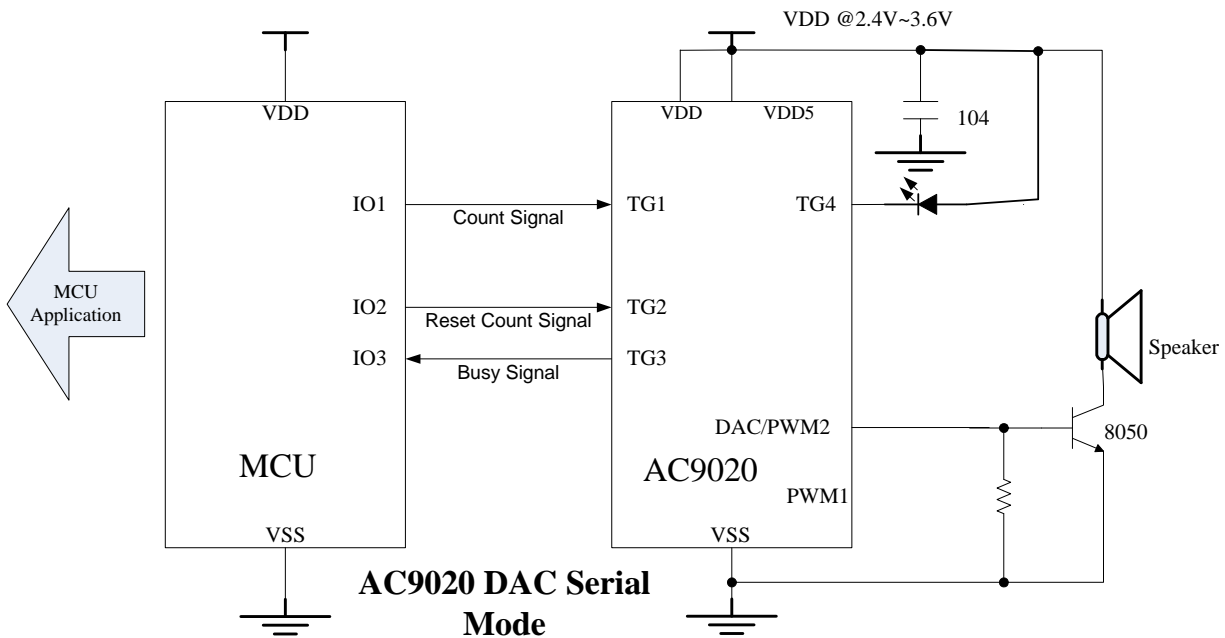 VDD @2.4V~3.6V
VDD
VDD
VDD5
104
IO1
Count Signal
TG1
TG4
MCU
Application
IO2
Reset Count Signal
TG2
IO3
Busy Signal
TG3
Speaker
DAC/PWM2
8050
MCU
AC9020
PWM1
VSS
VSS
AC9020 DAC Serial
Mode